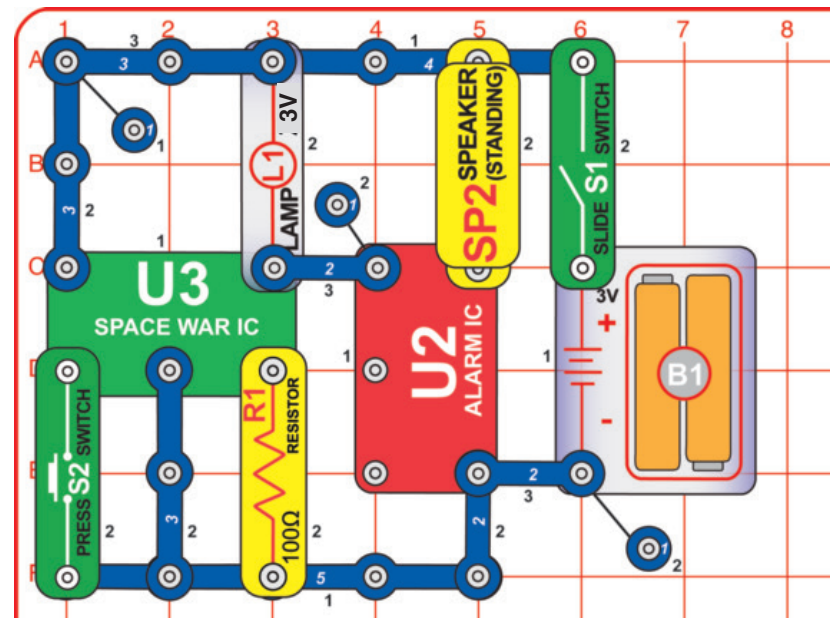 1 2 3 4 5 6 7 8
A
B
C
D
E
F
3
3
1
4
1
1
3
2
L1
3V
LAMP
2
1
2
SP2
SPEAKER
(STANDING)
2
SLIDE S1 SWITCH
2
1
U3
SPACE WAR IC
2
3
1
U2
ALARM IC
3V
+
-
1
B1
PRESS S2 SWITCH
2
3
2
R1
RESISTOR
100Ω
2
5
1
2
2
2
3
1
2